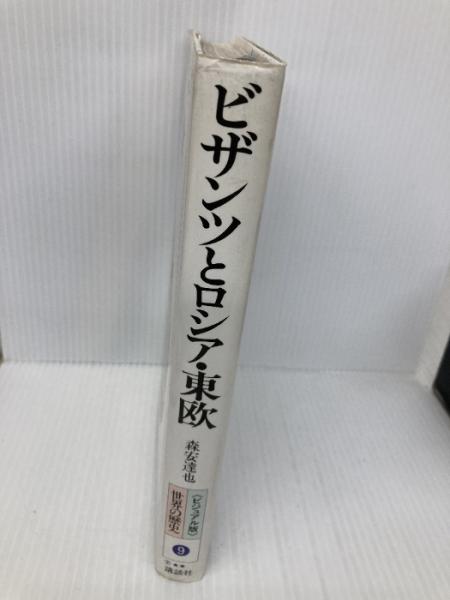 ビザンツとロシア・東欧
森安達也
〈ビジュアル版〉
世界の歴史
9
講談社